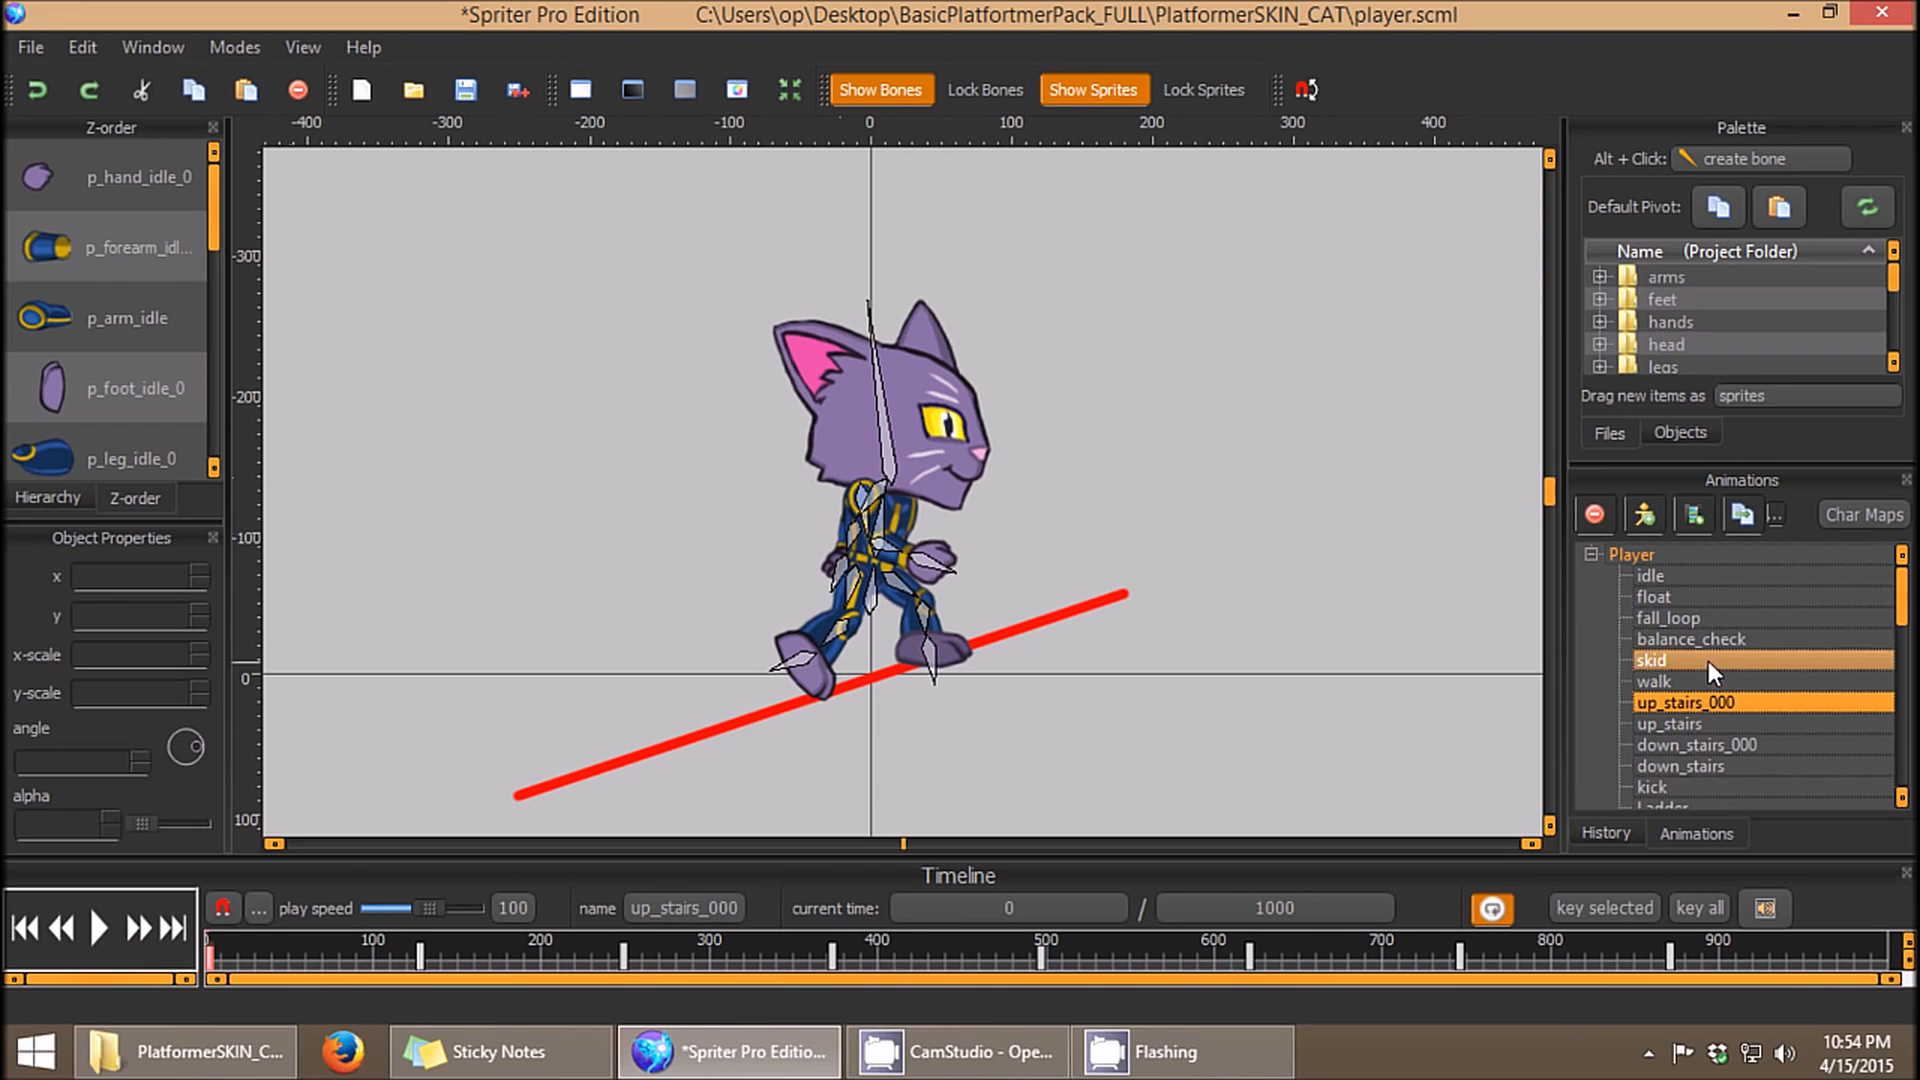 *Spriter Pro Edition C:\Users\op\Desktop\BasicPlatfortmerPack_FULL\PlatformerSKIN_CAT\player.scml
File Edit Window Modes View Help
Show Bones Lock Bones Show Sprites Lock Sprites
Z-order
p_hand_idle_0
p_forearm_idl...
p_arm_idle
p_foot_idle_0
p_leg_idle_0
Hierarchy Z-order
Object Properties
x
y
x-scale
y-scale
angle
alpha
-400 -300 -200 -100 0 100 200 300 400
-300
-200
-100
0
100
Palette
Alt + Click: create bone
Default Pivot:
Name (Project Folder)
arms
feet
hands
head
legs
Drag new items as sprites
Files Objects
Animations
... Char Maps
Player
idle
float
fall_loop
balance_check
skid
walk
up_stairs_000
up_stairs
down_stairs_000
down_stairs
kick
Ladder
History Animations
Timeline
... play speed 100 name up_stairs_000 current time: 0 / 1000 key selected key all
100 200 300 400 500 600 700 800 900
PlatformerSKIN_C... Sticky Notes *Spriter Pro Editio... CamStudio - Ope... Flashing
10:54 PM
4/15/2015